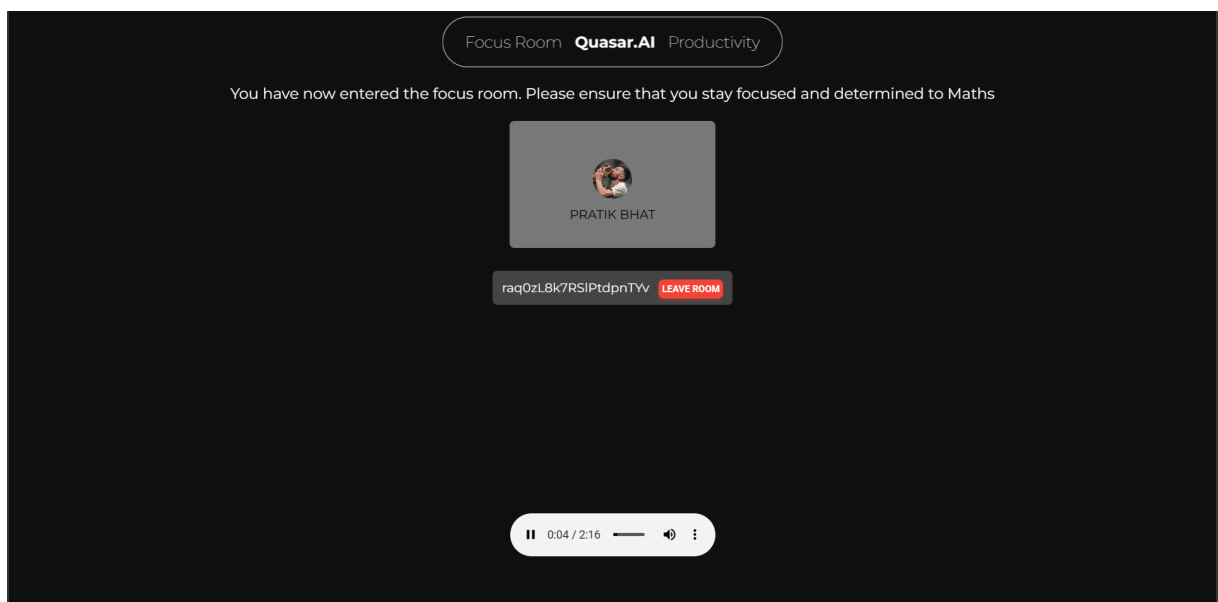 Focus Room Quasar.AI Productivity
You have now entered the focus room. Please ensure that you stay focused and determined to Maths
PRATIK BHAT
raq0zL8k7RSlPtdpnTYv LEAVE ROOM
0:04 / 2:16